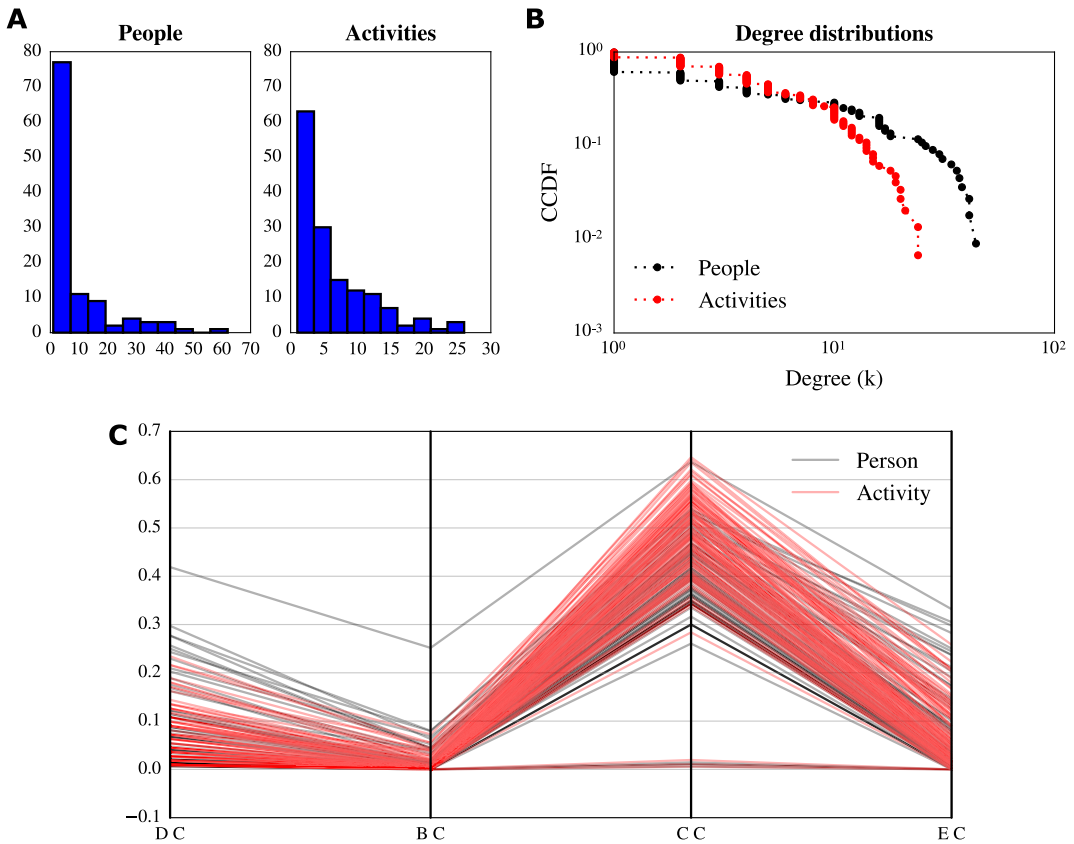 A
People
80
70
60
50
40
30
20
10
0
0 10 20 30 40 50 60 70
Activities
80
70
60
50
40
30
20
10
0
0 5 10 15 20 25 30
B
Degree distributions
CCDF
10⁰
10⁻¹
10⁻²
10⁻³
People
Activities
10⁰ 10¹ 10²
Degree (k)
C
0.7
0.6
0.5
0.4
0.3
0.2
0.1
0.0
−0.1
Person
Activity
D C B C C C E C